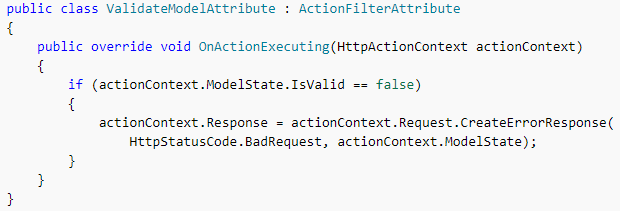 public class ValidateModelAttribute : ActionFilterAttribute
{
    public override void OnActionExecuting(HttpActionContext actionContext)
    {
        if (actionContext.ModelState.IsValid == false)
        {
            actionContext.Response = actionContext.Request.CreateErrorResponse(
                HttpStatusCode.BadRequest, actionContext.ModelState);
        }
    }
}